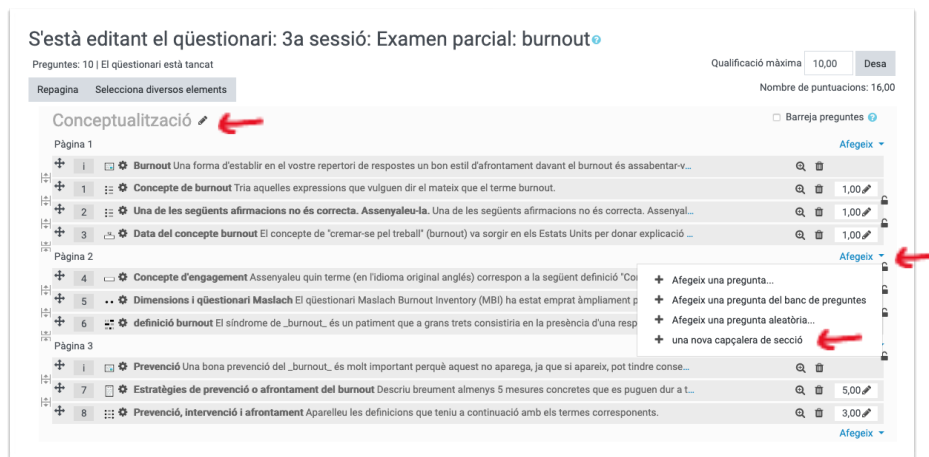 S'està editant el qüestionari: 3a sessió: Examen parcial: burnout
Preguntes: 10 | El qüestionari està tancat
Qualificació màxima 10,00 Desa
Repagina Selecciona diversos elements
Nombre de puntuacions: 16,00
Conceptualització
Barreja preguntes
Pàgina 1
Afegeix
i Burnout Una forma d'establir en el vostre repertori de respostes un bon estil d'afrontament davant el burnout és assabentar-v...
1 Concepte de burnout Tria aquelles expressions que vulguen dir el mateix que el terme burnout. 1,00
2 Una de les següents afirmacions no és correcta. Assenyaleu-la. Una de les següents afirmacions no és correcta. Assenyal... 1,00
3 Data del concepte burnout El concepte de "cremar-se pel treball" (burnout) va sorgir en els Estats Units per donar explicació ... 1,00
Pàgina 2
Afegeix
4 Concepte d'engagement Assenyaleu quin terme (en l'idioma original anglés) correspon a la següent definició "Co
5 Dimensions i qüestionari Maslach El qüestionari Maslach Burnout Inventory (MBI) ha estat emprat àmpliament p
6 definició burnout El síndrome de _burnout_ és un patiment que a grans trets consistiria en la presència d'una resp
Afegeix una pregunta...
Afegeix una pregunta del banc de preguntes
Afegeix una pregunta aleatòria...
una nova capçalera de secció
Pàgina 3
i Prevenció Una bona prevenció del _burnout_ és molt important perquè aquest no aparega, ja que si apareix, pot tindre conse...
7 Estratègies de prevenció o afrontament del burnout Descriu breument almenys 5 mesures concretes que es puguen dur a t... 5,00
8 Prevenció, intervenció i afrontament Aparelleu les definicions que teniu a continuació amb els termes corresponents. 3,00
Afegeix